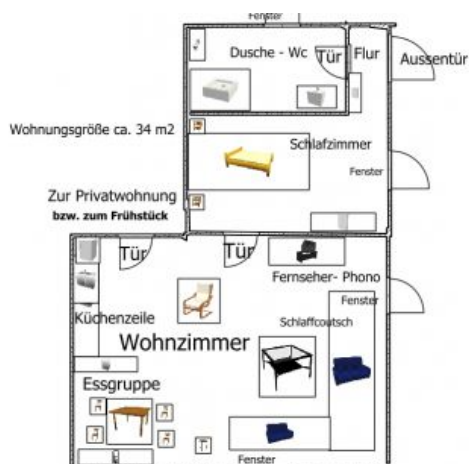 Fenster
Dusche - Wc
Tür
Flur
Aussentür
Wohnungsgröße ca. 34 m2
Schlafzimmer
Fenster
Zur Privatwohnung
bzw. zum Frühstück
Tür
Tür
Fernseher- Phono
Fenster
Küchenzeile
Schlaffcoutsch
Wohnzimmer
Essgruppe
Fenster